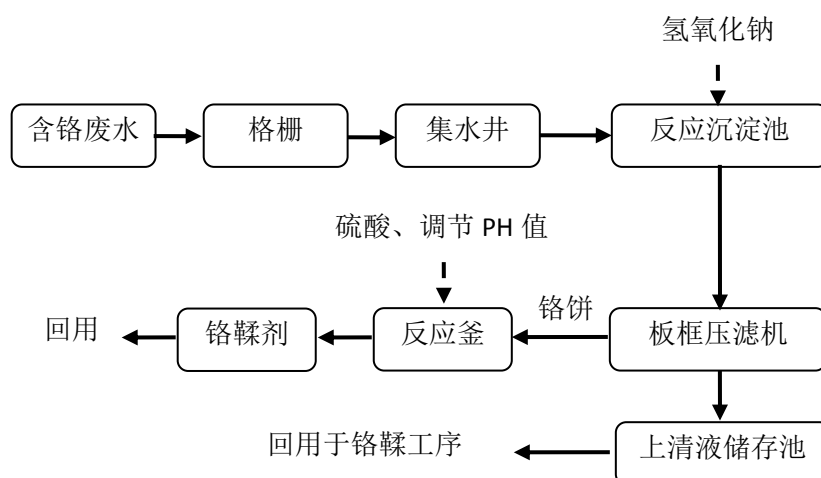 氢氧化钠
含铬废水
格栅
集水井
反应沉淀池
硫酸、调节 PH 值
回用
铬鞣剂
反应釜
铬饼
板框压滤机
回用于铬鞣工序
上清液储存池